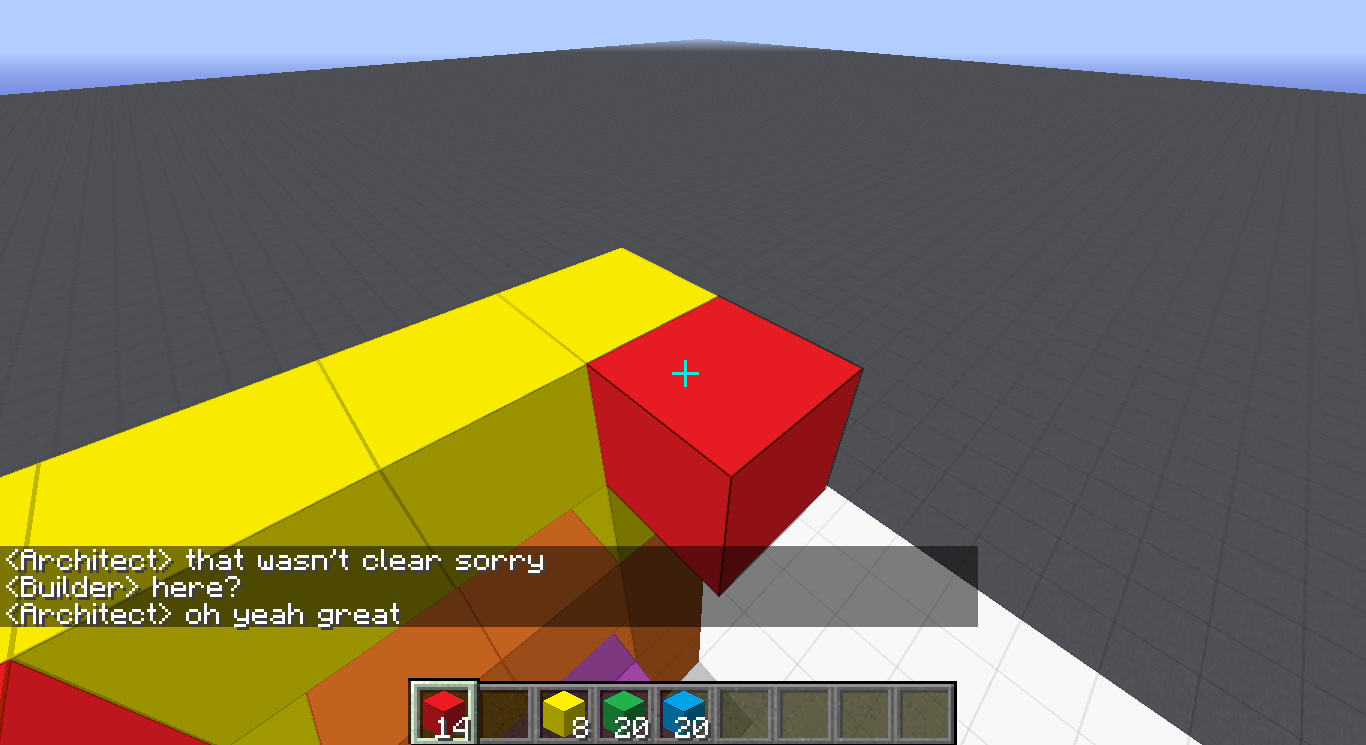 <Architect> that wasn't clear sorry
<Builder> here?
<Architect> oh yeah great
14 8 20 20